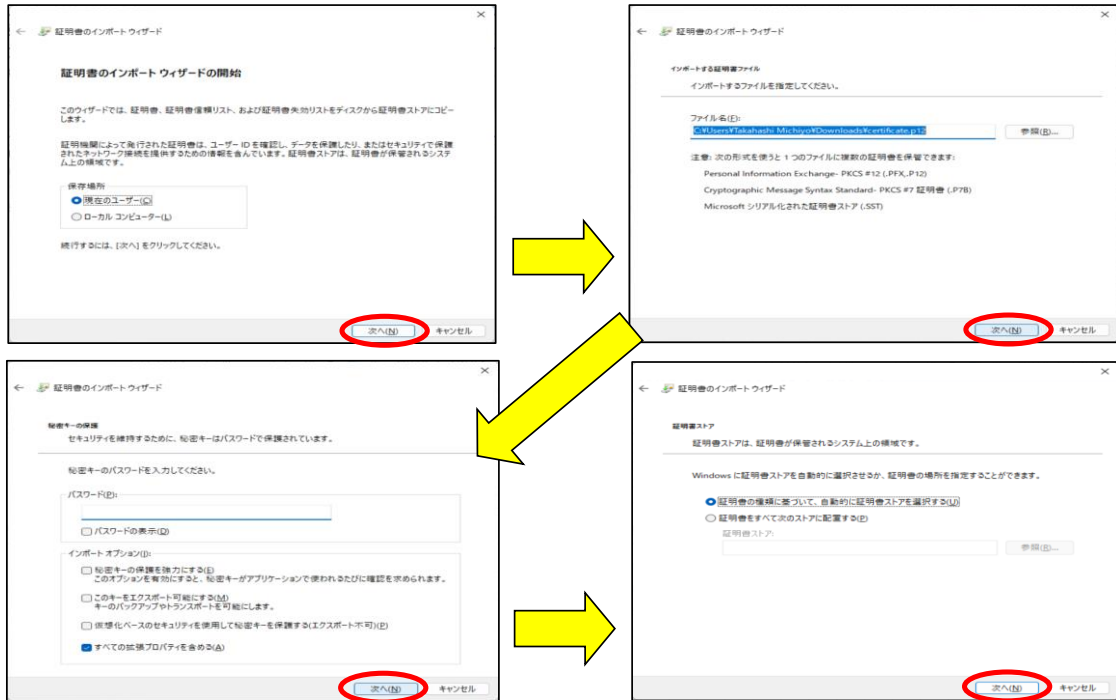 証明書のインポート ウィザード
証明書のインポート ウィザードの開始
このウィザードでは、証明書、証明書信頼リスト、および証明書失効リストをディスクから証明書ストアにコピー
します。
証明機関によって発行された証明書は、ユーザー ID を確認し、データを保護したり、またはセキュリティで保護
されたネットワーク接続を提供するための情報を含んでいます。証明書ストアは、証明書が保管されるシステ
ム上の領域です。
保存場所
現在のユーザー(C)
ローカル コンピューター(L)
続行するには、[次へ] をクリックしてください。
次へ(N)
キャンセル
証明書のインポート ウィザード
インポートする証明書ファイル
インポートするファイルを指定してください。
ファイル名(F):
C:¥Users¥Takahashi Michiyo¥Downloads¥certificate.p12
参照(R)...
注意: 次の形式を使うと 1 つのファイルに複数の証明書を保管できます:
Personal Information Exchange- PKCS #12 (.PFX,.P12)
Cryptographic Message Syntax Standard- PKCS #7 証明書 (.P7B)
Microsoft シリアル化された証明書ストア (.SST)
次へ(N)
キャンセル
証明書のインポート ウィザード
秘密キーの保護
セキュリティを維持するために、秘密キーはパスワードで保護されています。
秘密キーのパスワードを入力してください。
パスワード(P):
パスワードの表示(D)
インポート オプション(I):
秘密キーの保護を強力にする(E)
このオプションを有効にすると、秘密キーがアプリケーションで使われるたびに確認を求められます。
このキーをエクスポート可能にする(M)
キーのバックアップやトランスポートを可能にします。
仮想化ベースのセキュリティを使用して秘密キーを保護する(エクスポート不可)(P)
すべての拡張プロパティを含める(A)
次へ(N)
キャンセル
証明書のインポート ウィザード
証明書ストア
証明書ストアは、証明書が保管されるシステム上の領域です。
Windows に証明書ストアを自動的に選択させるか、証明書の場所を指定することができます。
証明書の種類に基づいて、自動的に証明書ストアを選択する(U)
証明書をすべて次のストアに配置する(P)
証明書ストア:
参照(R)...
次へ(N)
キャンセル